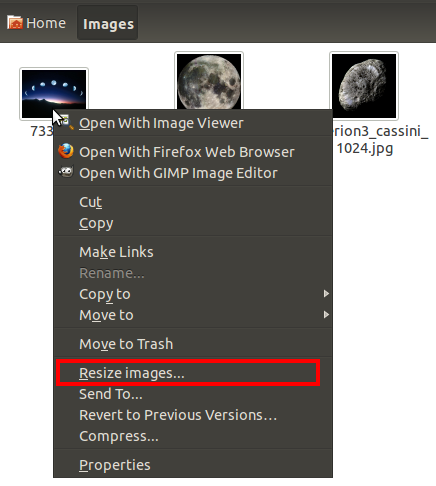 Home
Images
733
erion3_cassini_
1024.jpg
Open With Image Viewer
Open With Firefox Web Browser
Open With GIMP Image Editor
Cut
Copy
Make Links
Rename...
Copy to
Move to
Move to Trash
Resize images...
Send To...
Revert to Previous Versions...
Compress...
Properties